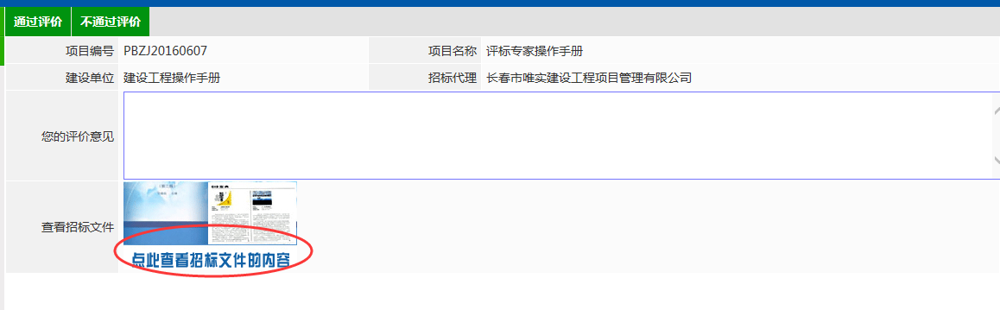 通过评价 不通过评价
项目编号 PBZJ20160607 项目名称 评标专家操作手册
建设单位 建设工程操作手册 招标代理 长春市唯实建设工程项目管理有限公司
您的评价意见
查看招标文件
点此查看招标文件的内容